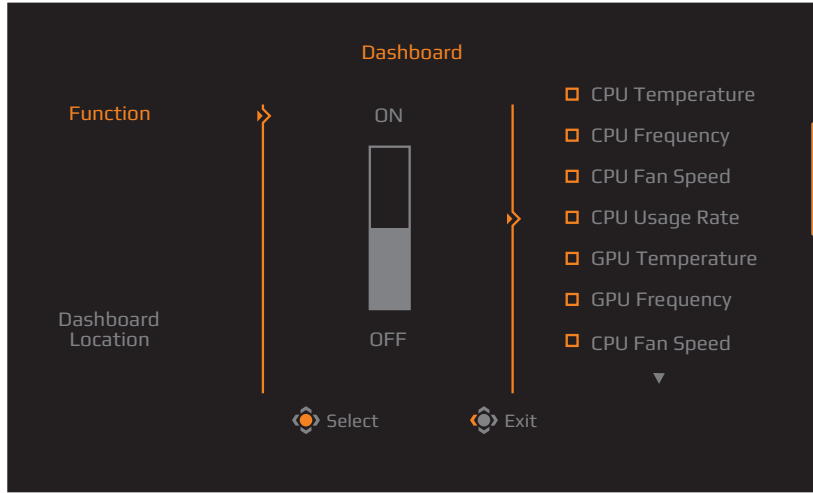 Dashboard
Function
ON
OFF
Dashboard
Location
CPU Temperature
CPU Frequency
CPU Fan Speed
CPU Usage Rate
GPU Temperature
GPU Frequency
CPU Fan Speed
Select
Exit